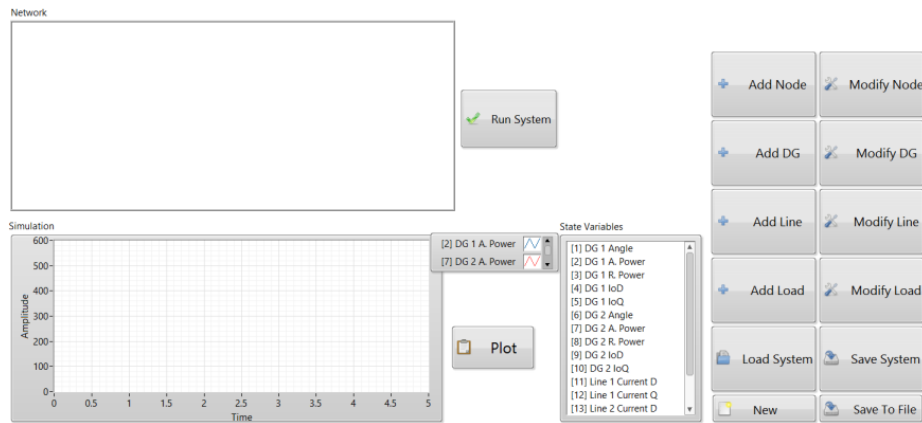 Network
Run System
Add Node
Modify Node
Add DG
Modify DG
Add Line
Modify Line
Add Load
Modify Load
Load System
Save System
New
Save To File
Simulation
600
500
400
300
200
100
0
Amplitude
0 0.5 1 1.5 2 2.5 3 3.5 4 4.5 5
Time
[2] DG 1 A. Power
[7] DG 2 A. Power
Plot
State Variables
[1] DG 1 Angle
[2] DG 1 A. Power
[3] DG 1 R. Power
[4] DG 1 IoD
[5] DG 1 IoQ
[6] DG 2 Angle
[7] DG 2 A. Power
[8] DG 2 R. Power
[9] DG 2 IoD
[10] DG 2 IoQ
[11] Line 1 Current D
[12] Line 1 Current Q
[13] Line 2 Current D